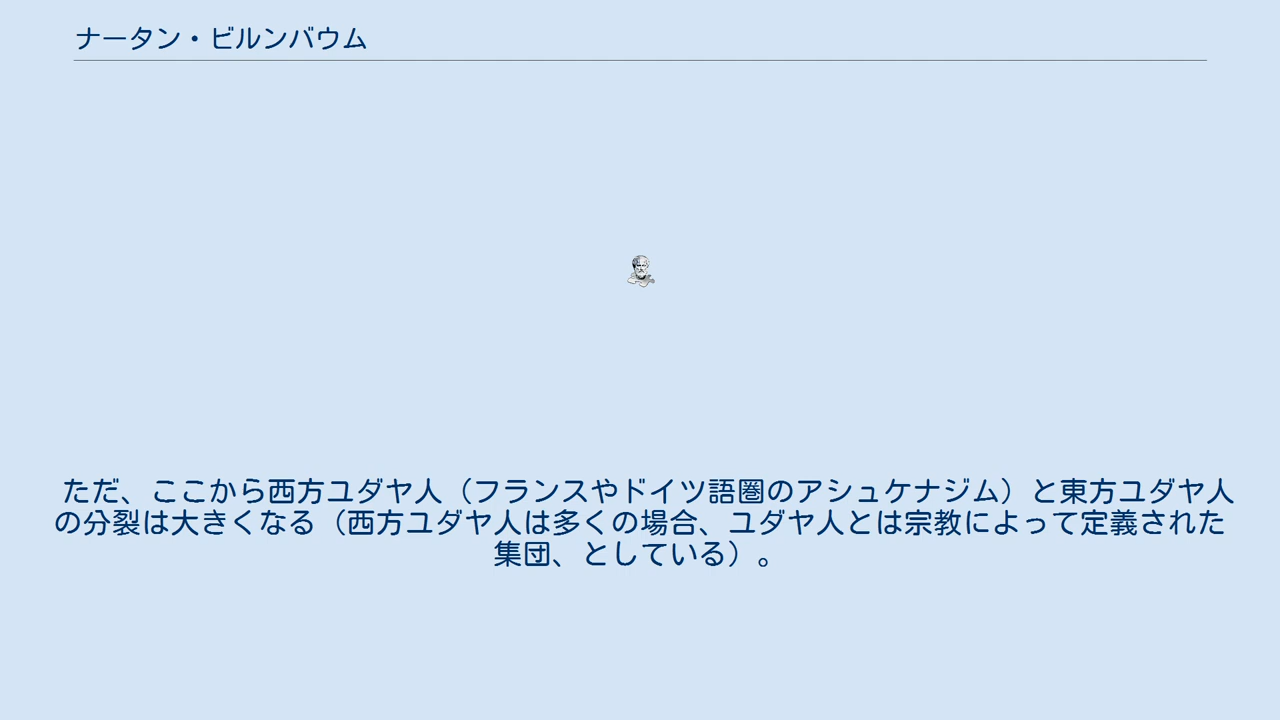 ナータン・ビルンバウム
ただ、ここから西方ユダヤ人（フランスやドイツ語圏のアシュケナジム）と東方ユダヤ人
の分裂は大きくなる（西方ユダヤ人は多くの場合、ユダヤ人とは宗教によって定義された
集団、としている）。